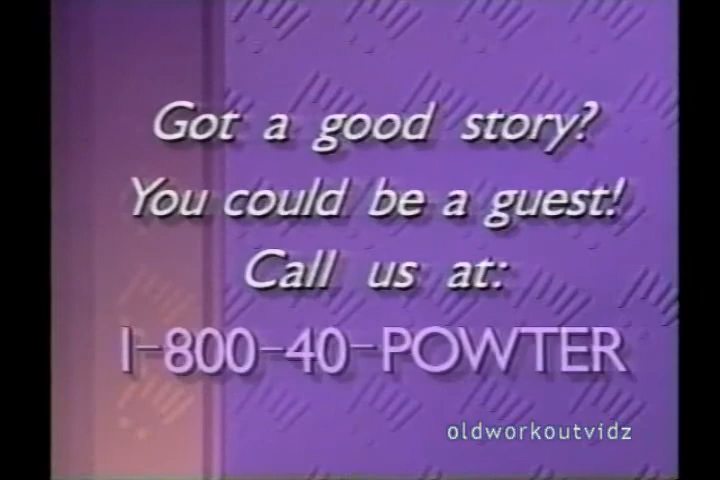 Got a good story?
You could be a guest!
Call us at:
1-800-40-POWTER
oldworkoutvidz